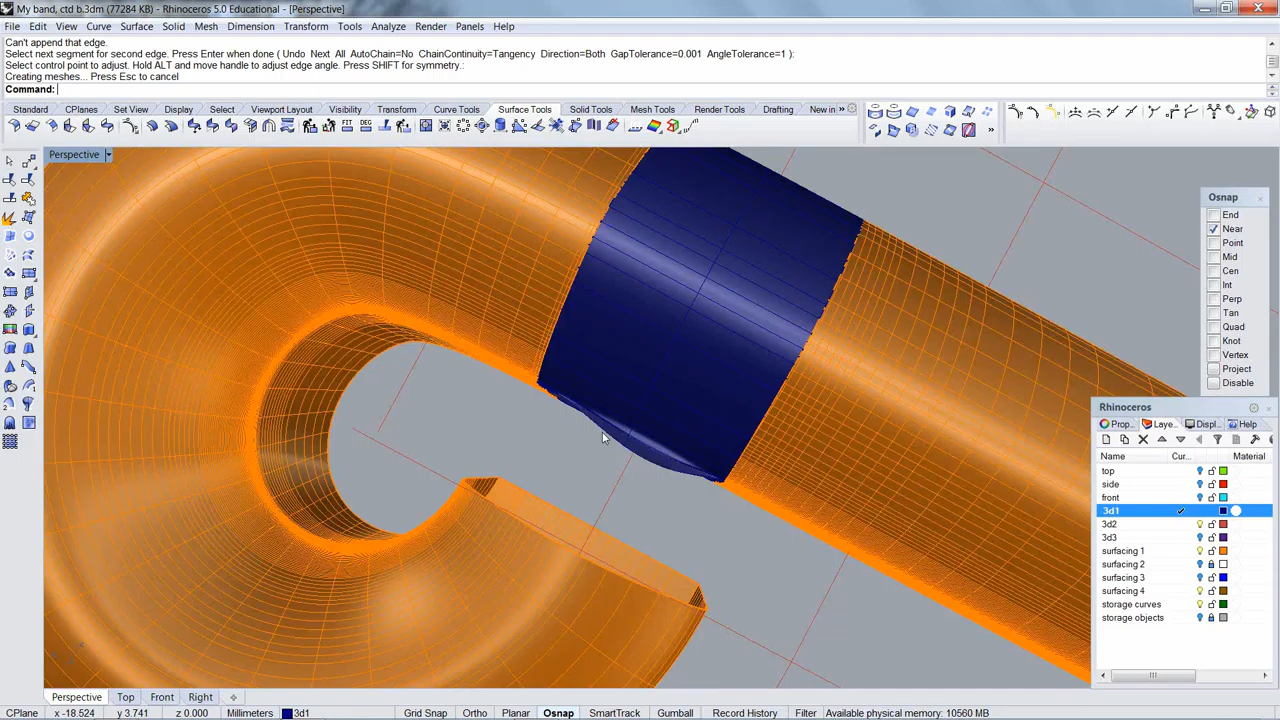 My band, ctd b.3dm (77284 KB) - Rhinoceros 5.0 Educational - [Perspective]
File Edit View Curve Surface Solid Mesh Dimension Transform Tools Analyze Render Panels Help
Can't append that edge.
Select next segment for second edge. Press Enter when done ( Undo Next All AutoChain=No ChainContinuity=Tangency Direction=Both GapTolerance=0.001 AngleTolerance=1 ):
Select control point to adjust. Hold ALT and move handle to adjust edge angle. Press SHIFT for symmetry.:
Creating meshes... Press Esc to cancel
Command:
Standard CPlanes Set View Display Select Viewport Layout Visibility Transform Curve Tools Surface Tools Solid Tools Mesh Tools Render Tools Drafting New in »
FIT DEG
Perspective
Osnap
End
Near
Point
Mid
Cen
Int
Perp
Tan
Quad
Knot
Vertex
Project
Disable
Rhinoceros
Prop... Laye... Displ... Help
Name Cur... Material
top
side
front
3d1
3d2
3d3
surfacing 1
surfacing 2
surfacing 3
surfacing 4
storage curves
storage objects
Perspective Top Front Right
CPlane x -18.524 y 3.741 z 0.000 Millimeters 3d1 Grid Snap Ortho Planar Osnap SmartTrack Gumball Record History Filter Available physical memory: 10560 MB